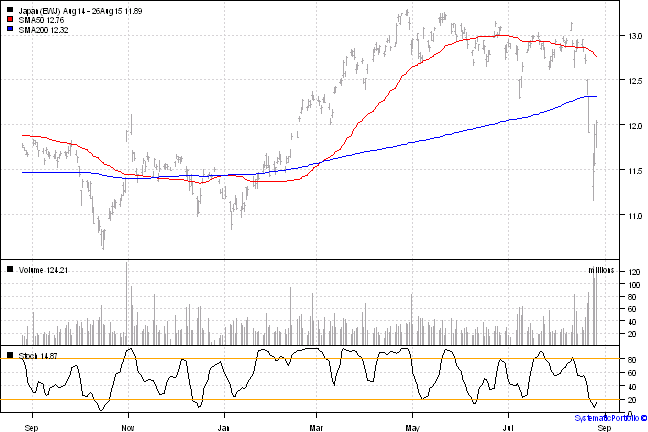 Japan (EWJ) Aug14 - 26Aug15 11.89
SMA50 12.76
SMA200 12.32
13.0
12.5
12.0
11.5
11.0
Volume 124.21
millions
120
100
80
60
40
20
Stoch 14.87
80
60
40
20
0
Sep Nov Jan Mar May Jul Sep
SystematicPortfolio ©